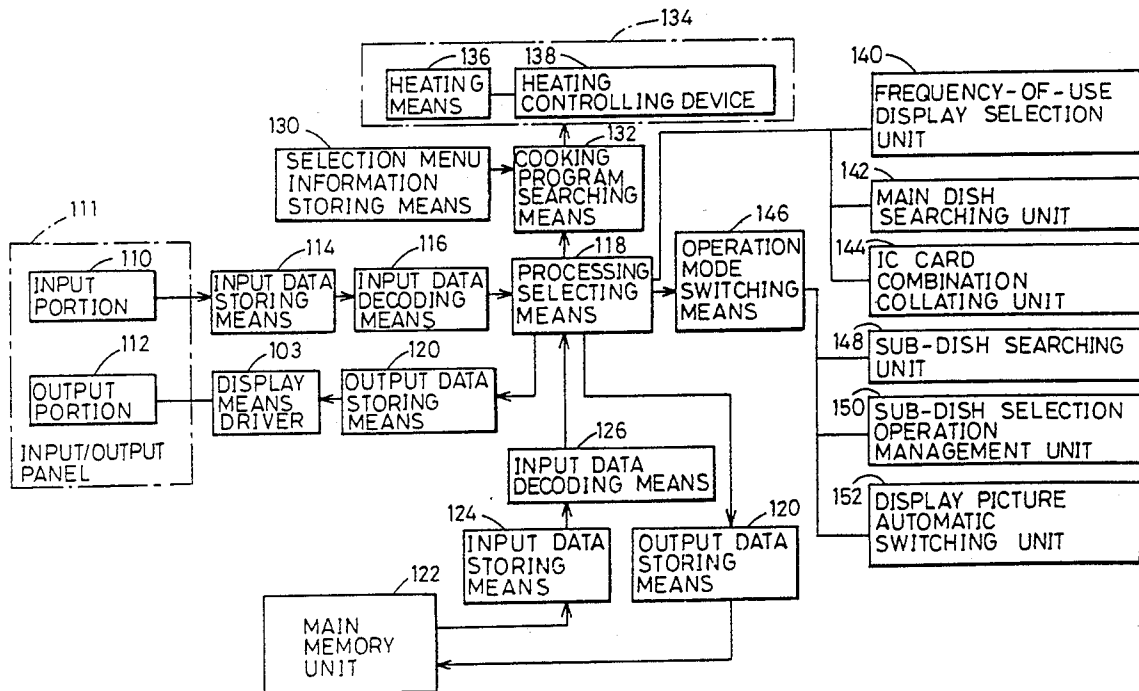 134
136
HEATING
MEANS
138
HEATING
CONTROLLING DEVICE
140
FREQUENCY-OF-USE
DISPLAY SELECTION
UNIT
130
SELECTION MENU
INFORMATION
STORING MEANS
132
COOKING
PROGRAM
SEARCHING
MEANS
142
MAIN DISH
SEARCHING UNIT
144
IC CARD
COMBINATION
COLLATING UNIT
111
110
INPUT
PORTION
114
INPUT DATA
STORING
MEANS
116
INPUT DATA
DECODING
MEANS
118
PROCESSING
SELECTING
MEANS
146
OPERATION
MODE
SWITCHING
MEANS
112
OUTPUT
PORTION
INPUT/OUTPUT
PANEL
103
DISPLAY
MEANS
DRIVER
120
OUTPUT DATA
STORING
MEANS
148
SUB-DISH SEARCHING
UNIT
150
SUB-DISH SELECTION
OPERATION
MANAGEMENT UNIT
152
DISPLAY PICTURE
AUTOMATIC
SWITCHING UNIT
126
INPUT DATA
DECODING MEANS
124
INPUT DATA
STORING
MEANS
120
OUTPUT DATA
STORING
MEANS
122
MAIN
MEMORY
UNIT